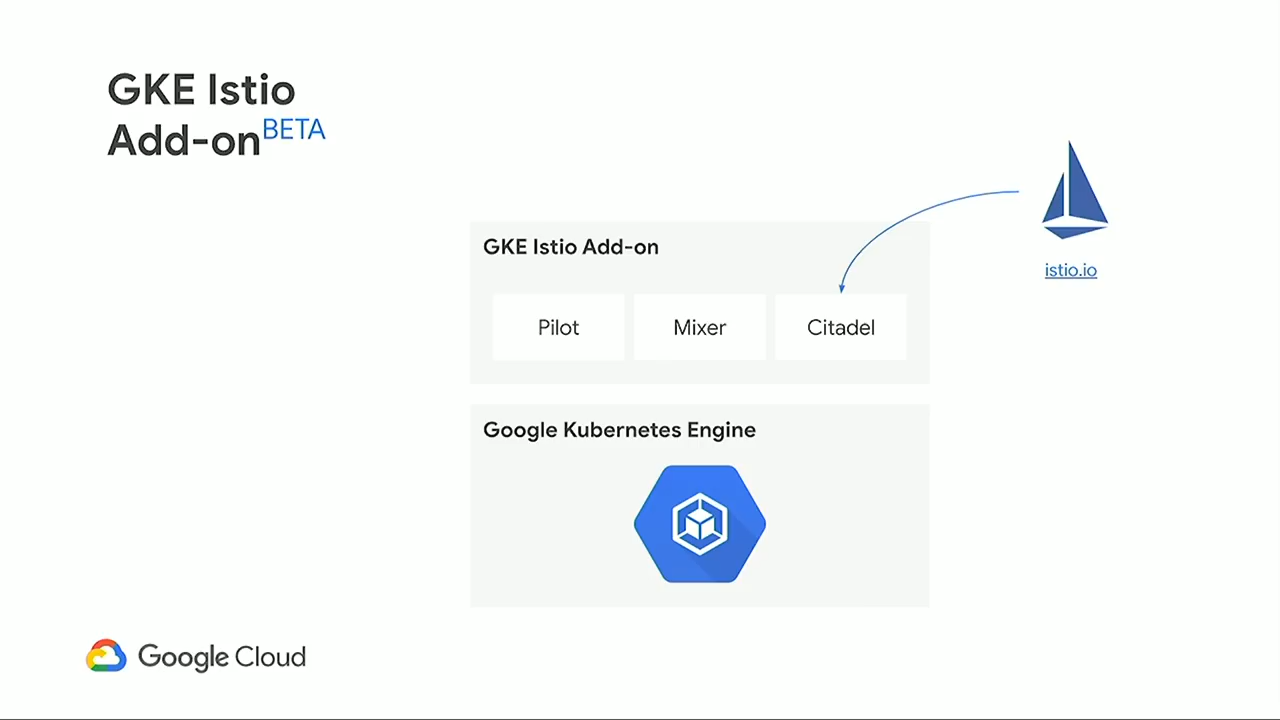 GKE Istio
Add-onBETA
istio.io
GKE Istio Add-on
Pilot
Mixer
Citadel
Google Kubernetes Engine
Google Cloud